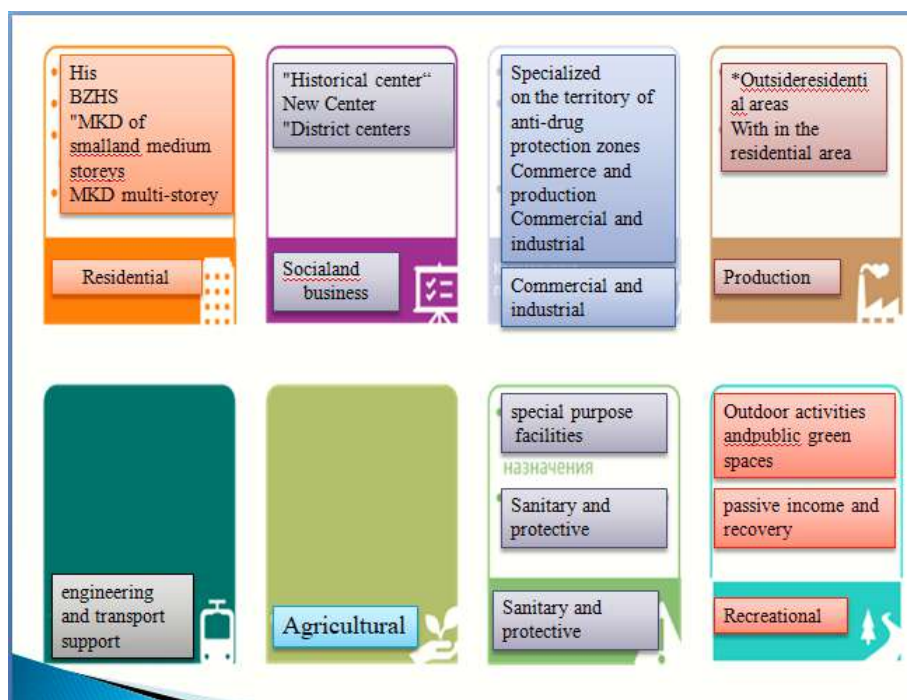 His
BZHS
"MKD of
smalland medium
storeys
MKD multi-storey
Residential
"Historical center“
New Center
"District centers
Socialand
business
Specialized
on the territory of
anti-drug
protection zones
Commerce and
production
Commercial and
industrial
Commercial and
industrial
*Outsideresidenti
al areas
With in the
residential area
Production
engineering
and transport
support
Agricultural
special purpose
facilities
назначения
Sanitary and
protective
Sanitary and
protective
Outdoor activities
andpublic green
spaces
passive income and
recovery
Recreational